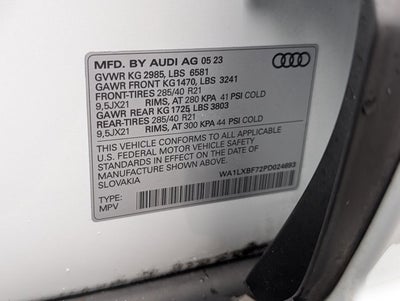 MFD. BY AUDI AG 05 23
GVWR KG 2985, LBS 6581
GAWR FRONT KG1470, LBS 3241
FRONT-TIRES 285/40 R21
9,5JX21 RIMS, AT 280 KPA 41 PSI COLD
GAWR REAR KG 1725 LBS 3803
REAR-TIRES 285/40 R21
9,5JX21 RIMS, AT 300 KPA 44 PSI COLD
THIS VEHICLE CONFORMS TO ALL APPLICABLE
U.S. FEDERAL MOTOR VEHICLE SAFETY
STANDARDS IN EFFECT ON THE DATE OF
MANUFACTURE SHOWN ABOVE.
SLOVAKIA WA1LXBF72PD024693
TYPE:
MPV